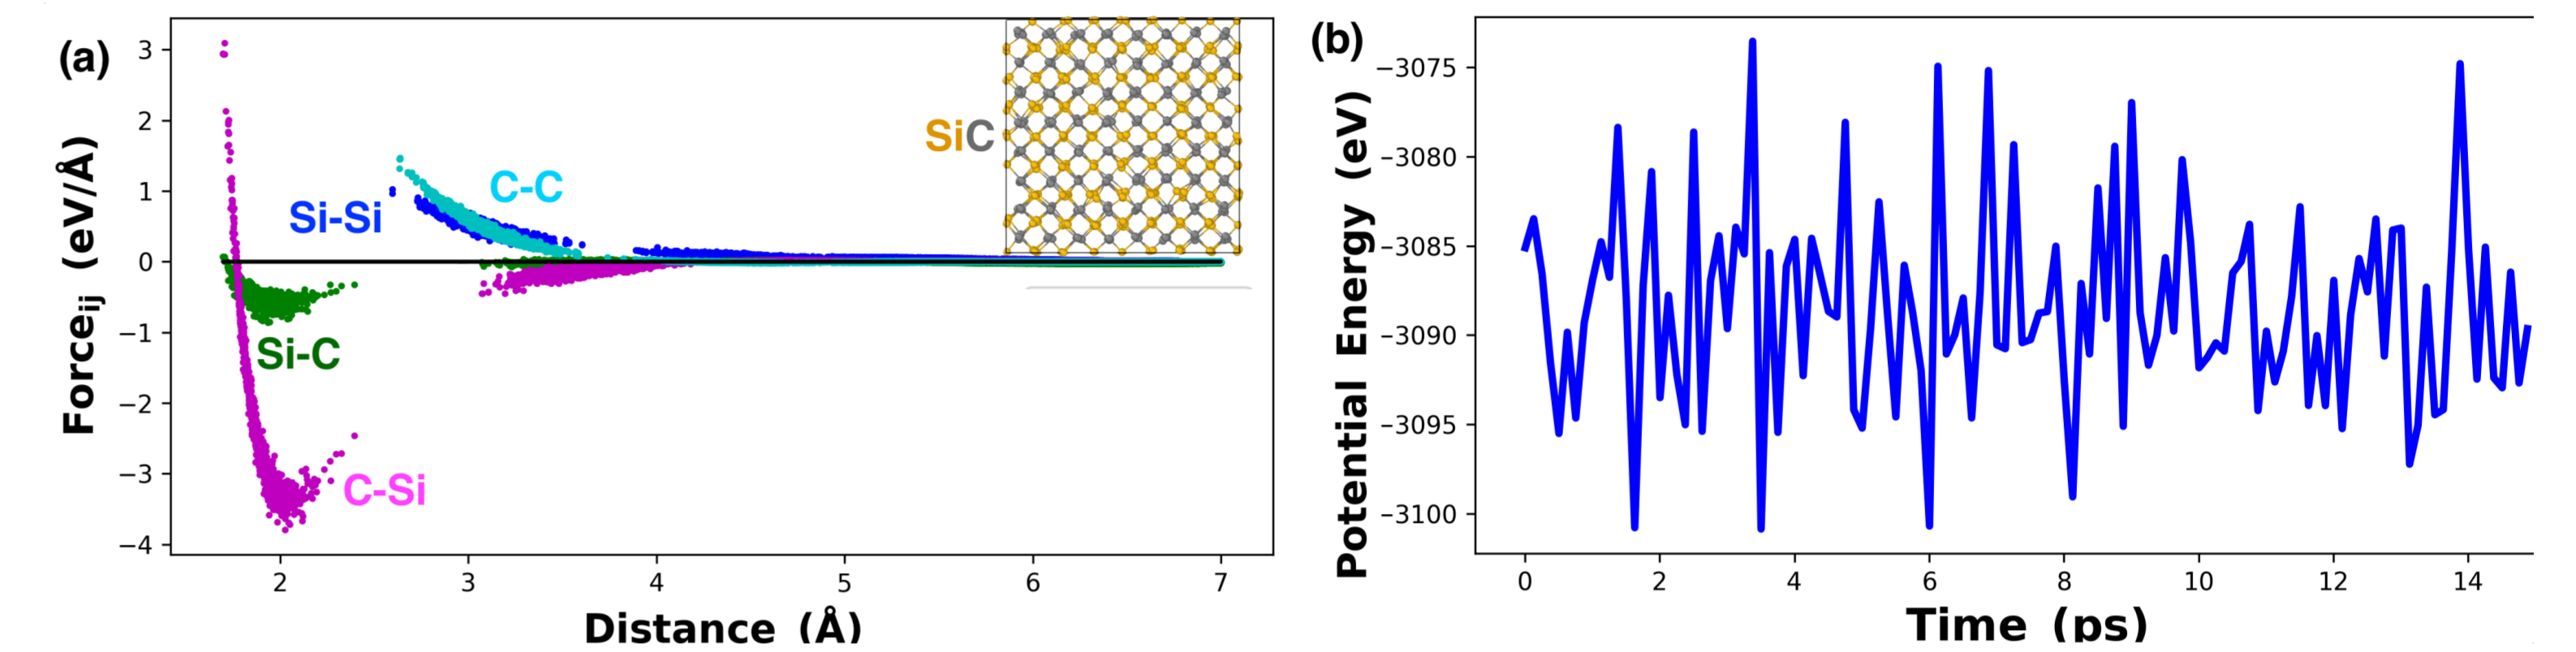 (a)
Force_ij (eV/Å)
3
2
1
0
−1
−2
−3
−4
Si-Si
C-C
Si-C
C-Si
SiC
2 3 4 5 6 7
Distance (Å)
(b)
Potential Energy (eV)
−3075
−3080
−3085
−3090
−3095
−3100
0 2 4 6 8 10 12 14
Time (ps)